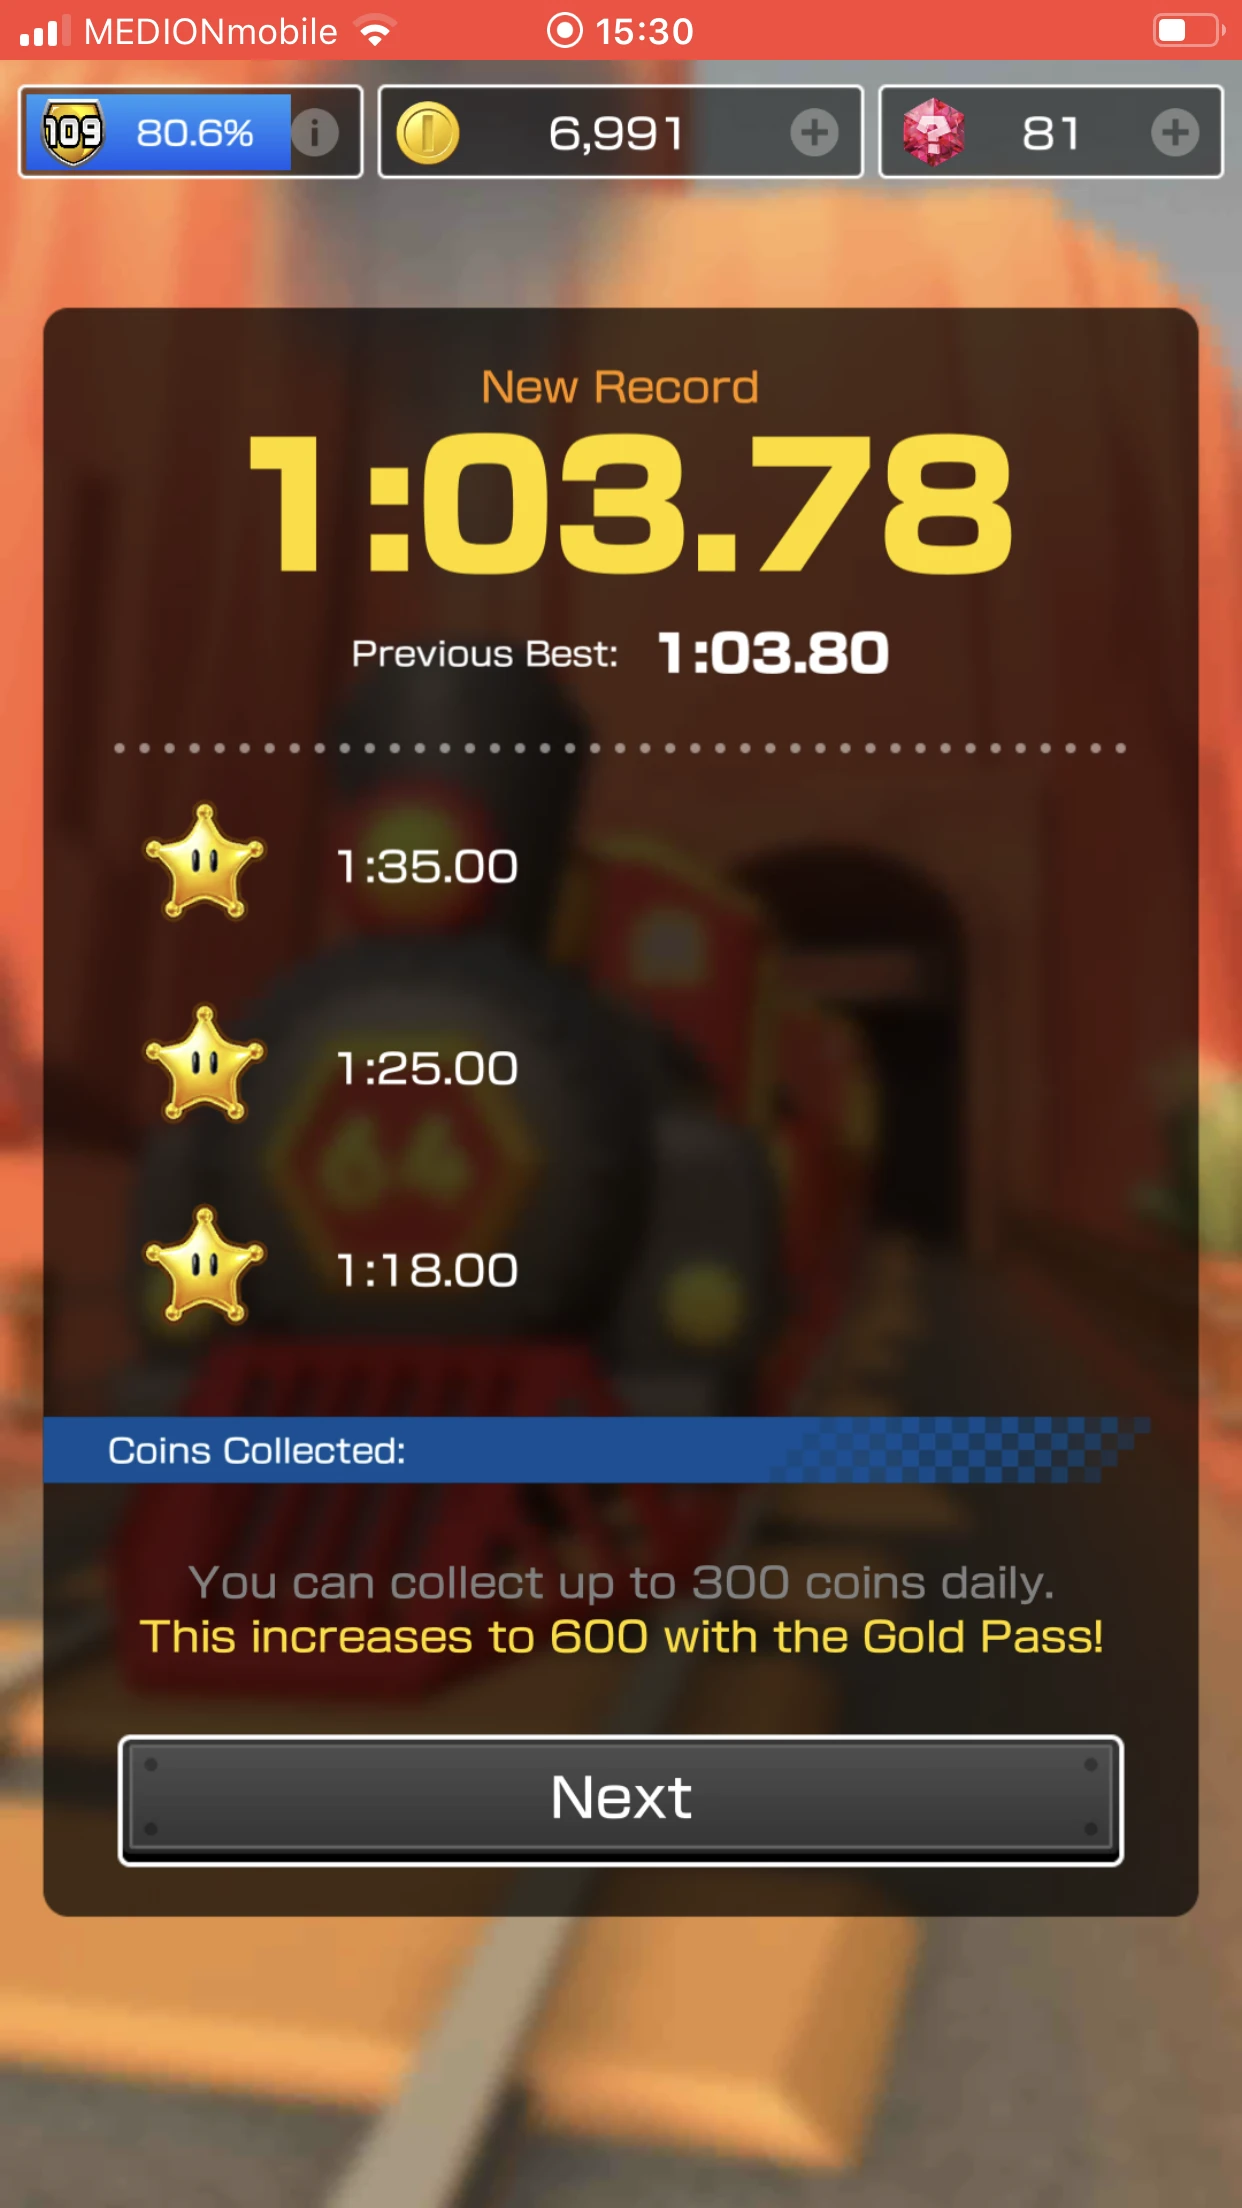 MEDIONmobile 15:30
109 80.6% 6,991 81
New Record
1:03.78
Previous Best: 1:03.80
1:35.00
1:25.00
64
1:18.00
Coins Collected:
You can collect up to 300 coins daily.
This increases to 600 with the Gold Pass!
Next